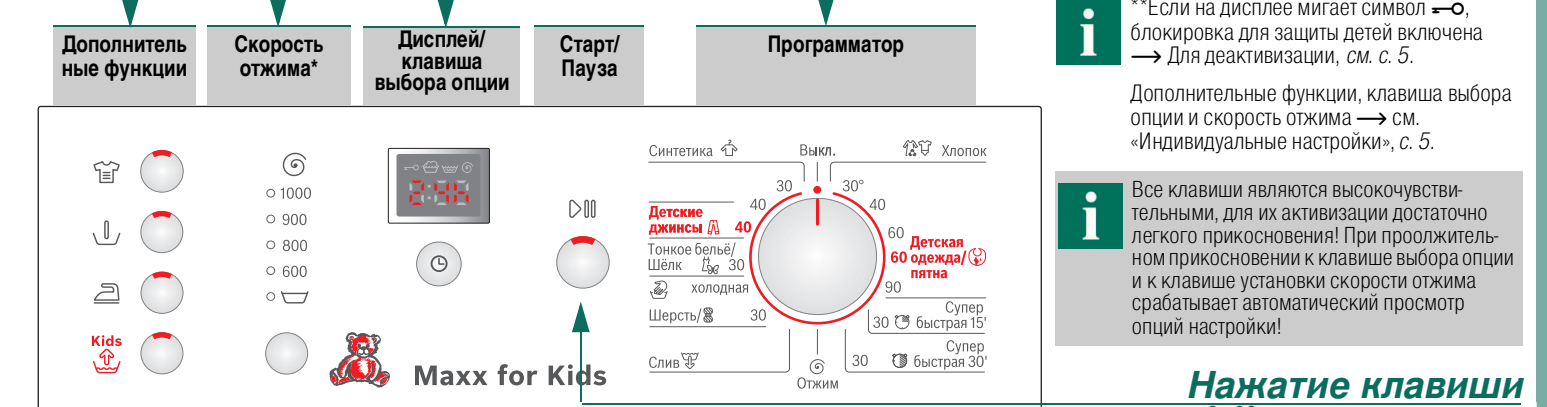 Дополнитель
ные функции
Скорость
отжима*
Дисплей/
клавиша
выбора опции
Старт/
Пауза
Программатор
**Если на дисплее мигает символ,
блокировка для защиты детей включена
→ Для деактивизации, см. с. 5.
Дополнительные функции, клавиша выбора
опции и скорость отжима → см.
«Индивидуальные настройки», с. 5.
Все клавиши являются высокочувстви-
тельными, для их активизации достаточно
легкого прикосновения! При проолжитель-
ном прикосновении к клавише выбора опции
и к клавише установки скорости отжима
срабатывает автоматический просмотр
опций настройки!
Kids
1000
900
800
600
Maxx for Kids
Синтетика
Выкл.
Хлопок
30
30°
40
40
Детские
джинсы 40
60
Детская
60 одежда/
пятна
Тонкое бельё/
Шёлк 30
холодная
90
Шерсть/ 30
Супер
30 быстрая 15'
Супер
30 быстрая 30'
Слив
Отжим
Нажатие клавиши